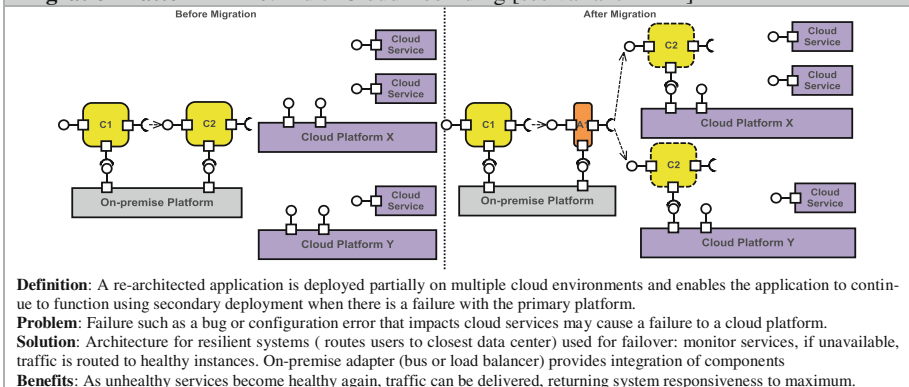 Before Migration
After Migration
Cloud Service
Cloud Service
C1
C2
Cloud Platform X
On-premise Platform
Cloud Service
Cloud Platform Y
C2
Cloud Service
Cloud Service
C1
Cloud Platform X
C2
On-premise Platform
Cloud Service
Cloud Platform Y
Definition: A re-architected application is deployed partially on multiple cloud environments and enables the application to contin-
ue to function using secondary deployment when there is a failure with the primary platform.
Problem: Failure such as a bug or configuration error that impacts cloud services may cause a failure to a cloud platform.
Solution: Architecture for resilient systems ( routes users to closest data center) used for failover: monitor services, if unavailable,
traffic is routed to healthy instances. On-premise adapter (bus or load balancer) provides integration of components
Benefits: As unhealthy services become healthy again, traffic can be delivered, returning system responsiveness to maximum.